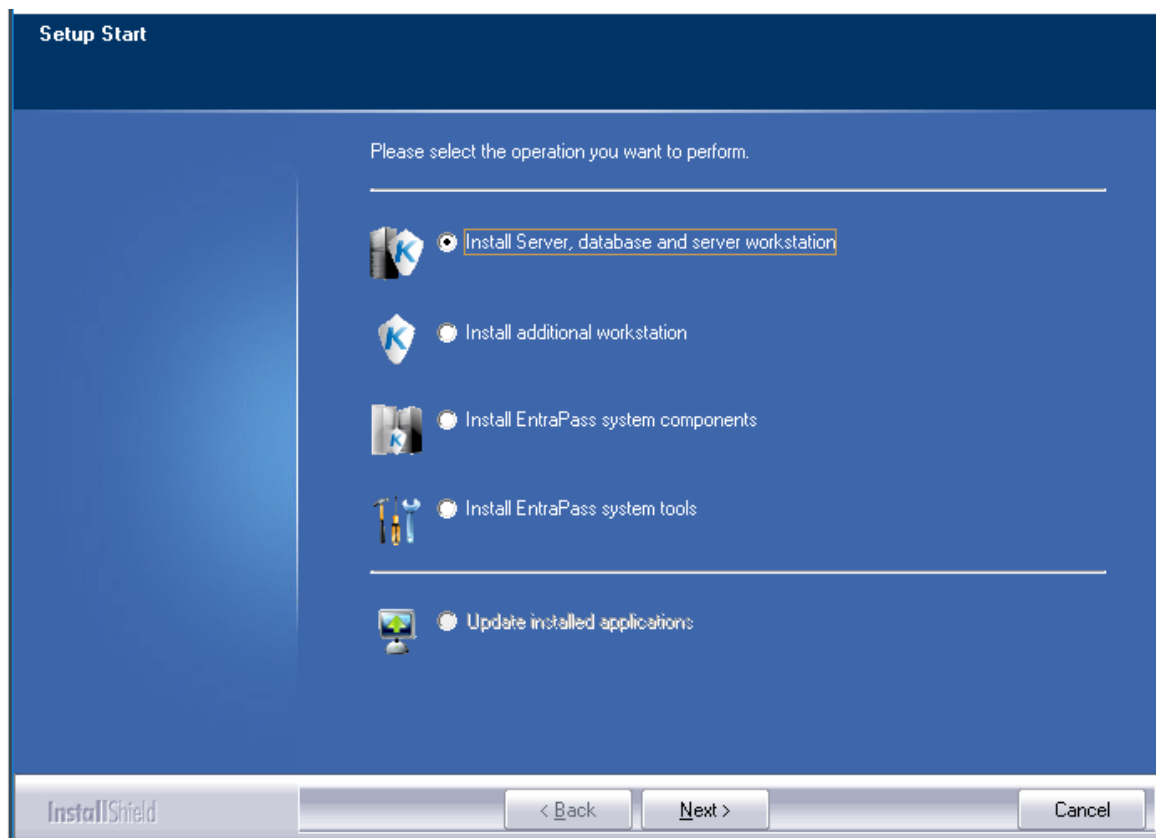 Setup Start
Please select the operation you want to perform.
K
Install Server, database and server workstation
K
Install additional workstation
K
Install EntraPass system components
Install EntraPass system tools
Update installed applications
InstallShield
< Back
Next >
Cancel